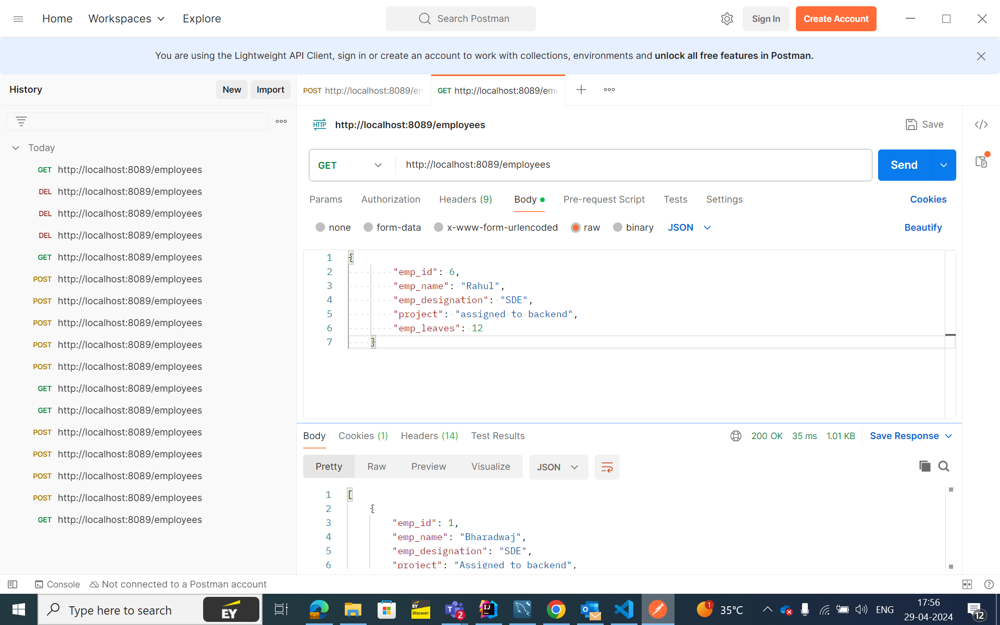 Home Workspaces Explore Search Postman Sign In Create Account
You are using the Lightweight API Client, sign in or create an account to work with collections, environments and unlock all free features in Postman.
History New Import
POST http://localhost:8089/en GET http://localhost:8089/em
HTTP http://localhost:8089/employees Save
Today
GET http://localhost:8089/employees
DEL http://localhost:8089/employees
DEL http://localhost:8089/employees
DEL http://localhost:8089/employees
GET http://localhost:8089/employees
POST http://localhost:8089/employees
POST http://localhost:8089/employees
POST http://localhost:8089/employees
POST http://localhost:8089/employees
POST http://localhost:8089/employees
GET http://localhost:8089/employees
GET http://localhost:8089/employees
POST http://localhost:8089/employees
POST http://localhost:8089/employees
POST http://localhost:8089/employees
POST http://localhost:8089/employees
GET http://localhost:8089/employees
GET http://localhost:8089/employees Send
Params Authorization Headers (9) Body Pre-request Script Tests Settings Cookies
none form-data x-www-form-urlencoded raw binary JSON Beautify
1 {
2 "emp_id": 6,
3 "emp_name": "Rahul",
4 "emp_designation": "SDE",
5 "project": "assigned to backend",
6 "emp_leaves": 12
7 }
Body Cookies (1) Headers (14) Test Results 200 OK 35 ms 1.01 KB Save Response
Pretty Raw Preview Visualize JSON
1 [
2 {
3 "emp_id": 1,
4 "emp_name": "Bharadwaj",
5 "emp_designation": "SDE",
6 "project": "Assigned to backend",
Console Not connected to a Postman account
Type here to search EY EY Discover 2 IJ 1 35°C ENG 17:56
29-04-2024 12